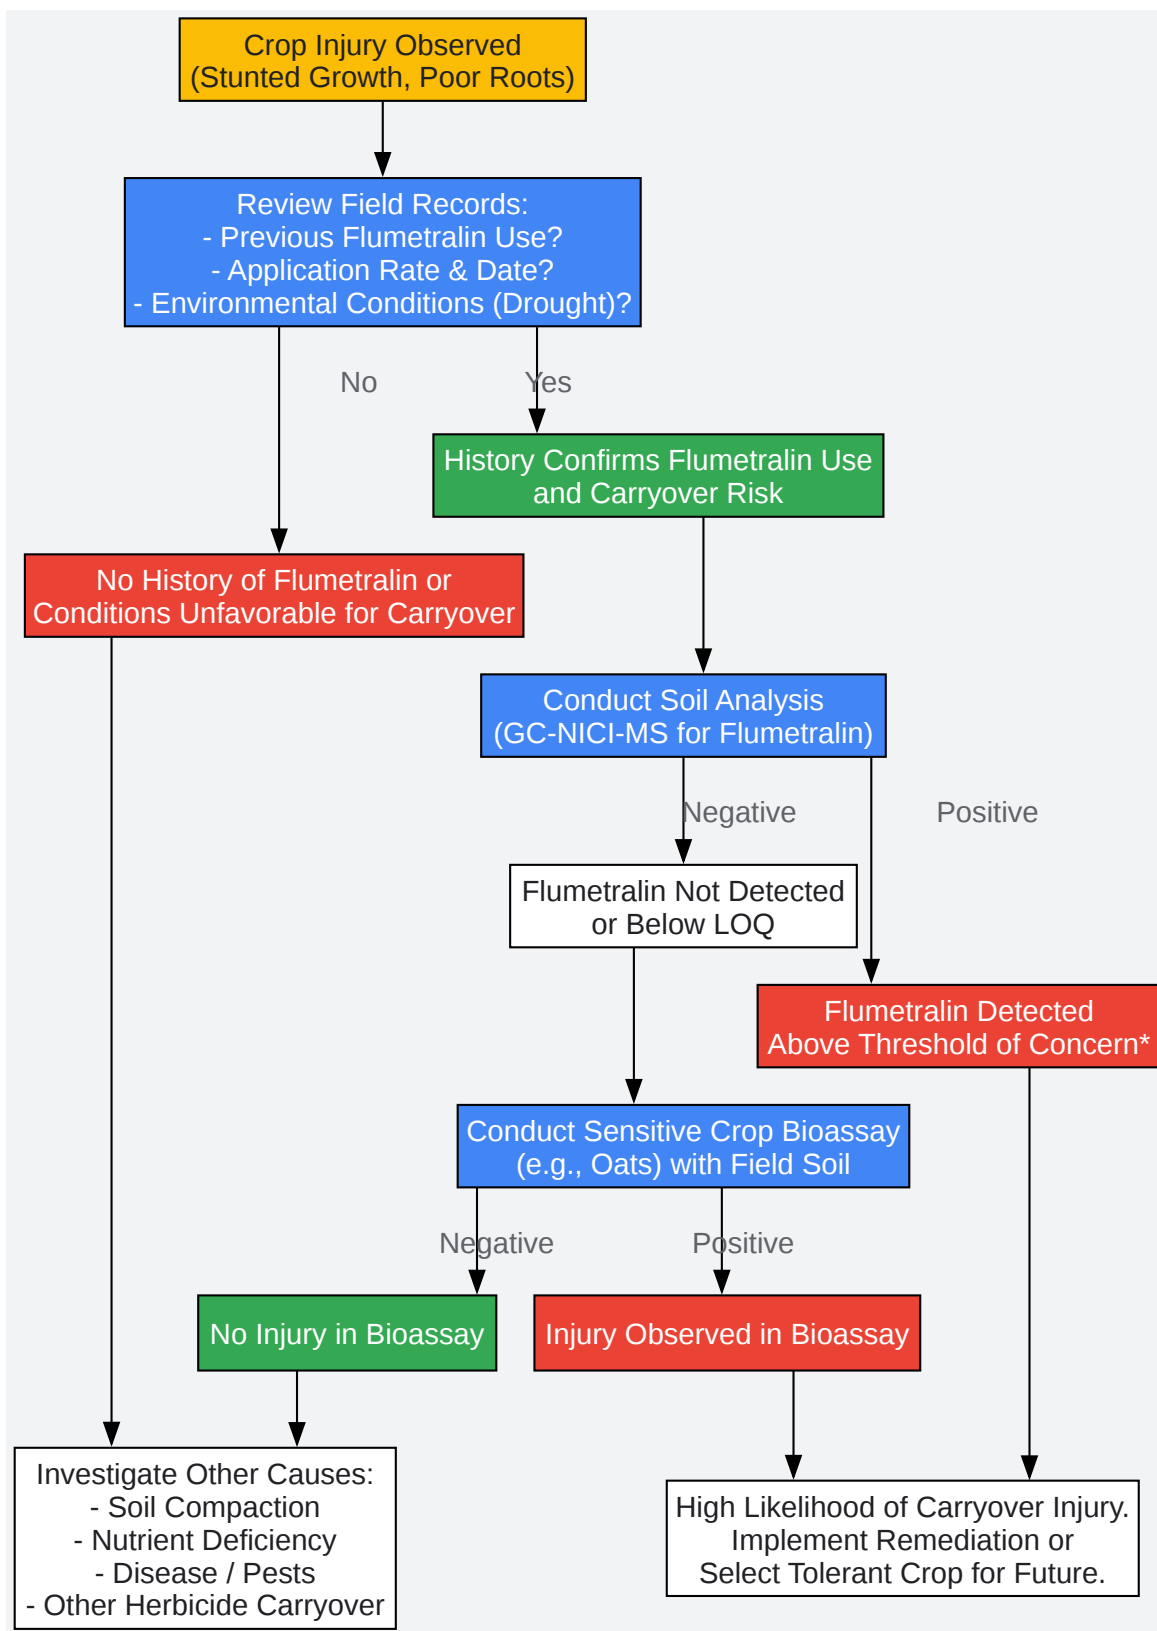 Crop Injury Observed
(Stunted Growth, Poor Roots)
Review Field Records:
- Previous Flumetralin Use?
- Application Rate & Date?
- Environmental Conditions (Drought)?
No
Yes
History Confirms Flumetralin Use
and Carryover Risk
No History of Flumetralin or
Conditions Unfavorable for Carryover
Conduct Soil Analysis
(GC-NICI-MS for Flumetralin)
Negative
Positive
Flumetralin Not Detected
or Below LOQ
Flumetralin Detected
Above Threshold of Concern*
Conduct Sensitive Crop Bioassay
(e.g., Oats) with Field Soil
Negative
Positive
No Injury in Bioassay
Injury Observed in Bioassay
Investigate Other Causes:
- Soil Compaction
- Nutrient Deficiency
- Disease / Pests
- Other Herbicide Carryover
High Likelihood of Carryover Injury.
Implement Remediation or
Select Tolerant Crop for Future.